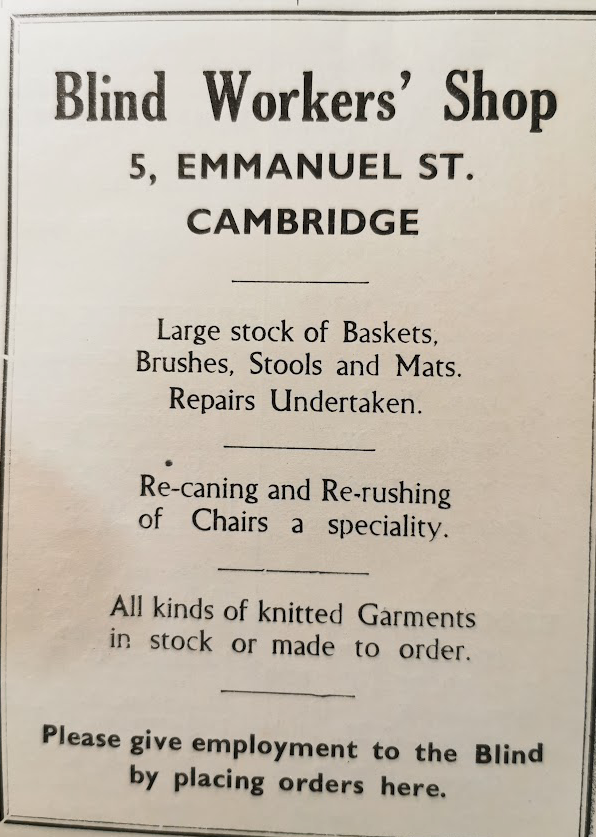 Blind Workers' Shop
5, EMMANUEL ST.
CAMBRIDGE
Large stock of Baskets,
Brushes, Stools and Mats.
Repairs Undertaken.
Re-caning and Re-rushing
of Chairs a speciality.
All kinds of knitted Garments
in stock or made to order.
Please give employment to the Blind
by placing orders here.